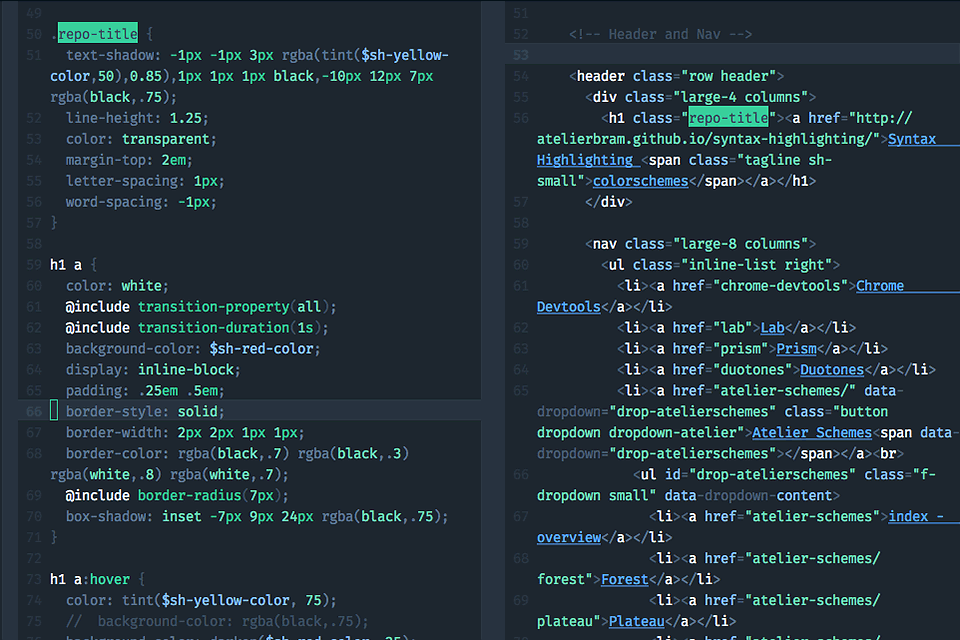 49
50 .repo-title {
51 text-shadow: -1px -1px 3px rgba(tint($sh-yellow-
color,50),0.85),1px 1px 1px black,-10px 12px 7px
rgba(black,.75);
52 line-height: 1.25;
53 color: transparent;
54 margin-top: 2em;
55 letter-spacing: 1px;
56 word-spacing: -1px;
57 }
58
59 h1 a {
60 color: white;
61 @include transition-property(all);
62 @include transition-duration(1s);
63 background-color: $sh-red-color;
64 display: inline-block;
65 padding: .25em .5em;
66 border-style: solid;
67 border-width: 2px 2px 1px 1px;
68 border-color: rgba(black,.7) rgba(black,.3)
rgba(white,.8) rgba(white,.7);
69 @include border-radius(7px);
70 box-shadow: inset -7px 9px 24px rgba(black,.75);
71 }
72
73 h1 a:hover {
74 color: tint($sh-yellow-color, 75);
75 // background-color: rgba(black,.75);
51
52 <!-- Header and Nav -->
53
54 <header class="row header">
55 <div class="large-4 columns">
56 <h1 class="repo-title"><a href="http://
atelierbram.github.io/syntax-highlighting/">Syntax
Highlighting <span class="tagline sh-
small">colorschemes</span></a></h1>
57 </div>
58
59 <nav class="large-8 columns">
60 <ul class="inline-list right">
61 <li><a href="chrome-devtools">Chrome
Devtools</a></li>
62 <li><a href="lab">Lab</a></li>
63 <li><a href="prism">Prism</a></li>
64 <li><a href="duotones">Duotones</a></li>
65 <li><a href="atelier-schemes/" data-
dropdown="drop-atelierschemes" class="button
dropdown dropdown-atelier">Atelier Schemes<span data-
dropdown="drop-atelierschemes"></span></a><br>
66 <ul id="drop-atelierschemes" class="f-
dropdown small" data-dropdown-content>
67 <li><a href="atelier-schemes">index -
overview</a></li>
68 <li><a href="atelier-schemes/
forest">Forest</a></li>
69 <li><a href="atelier-schemes/
plateau">Plateau</a></li>